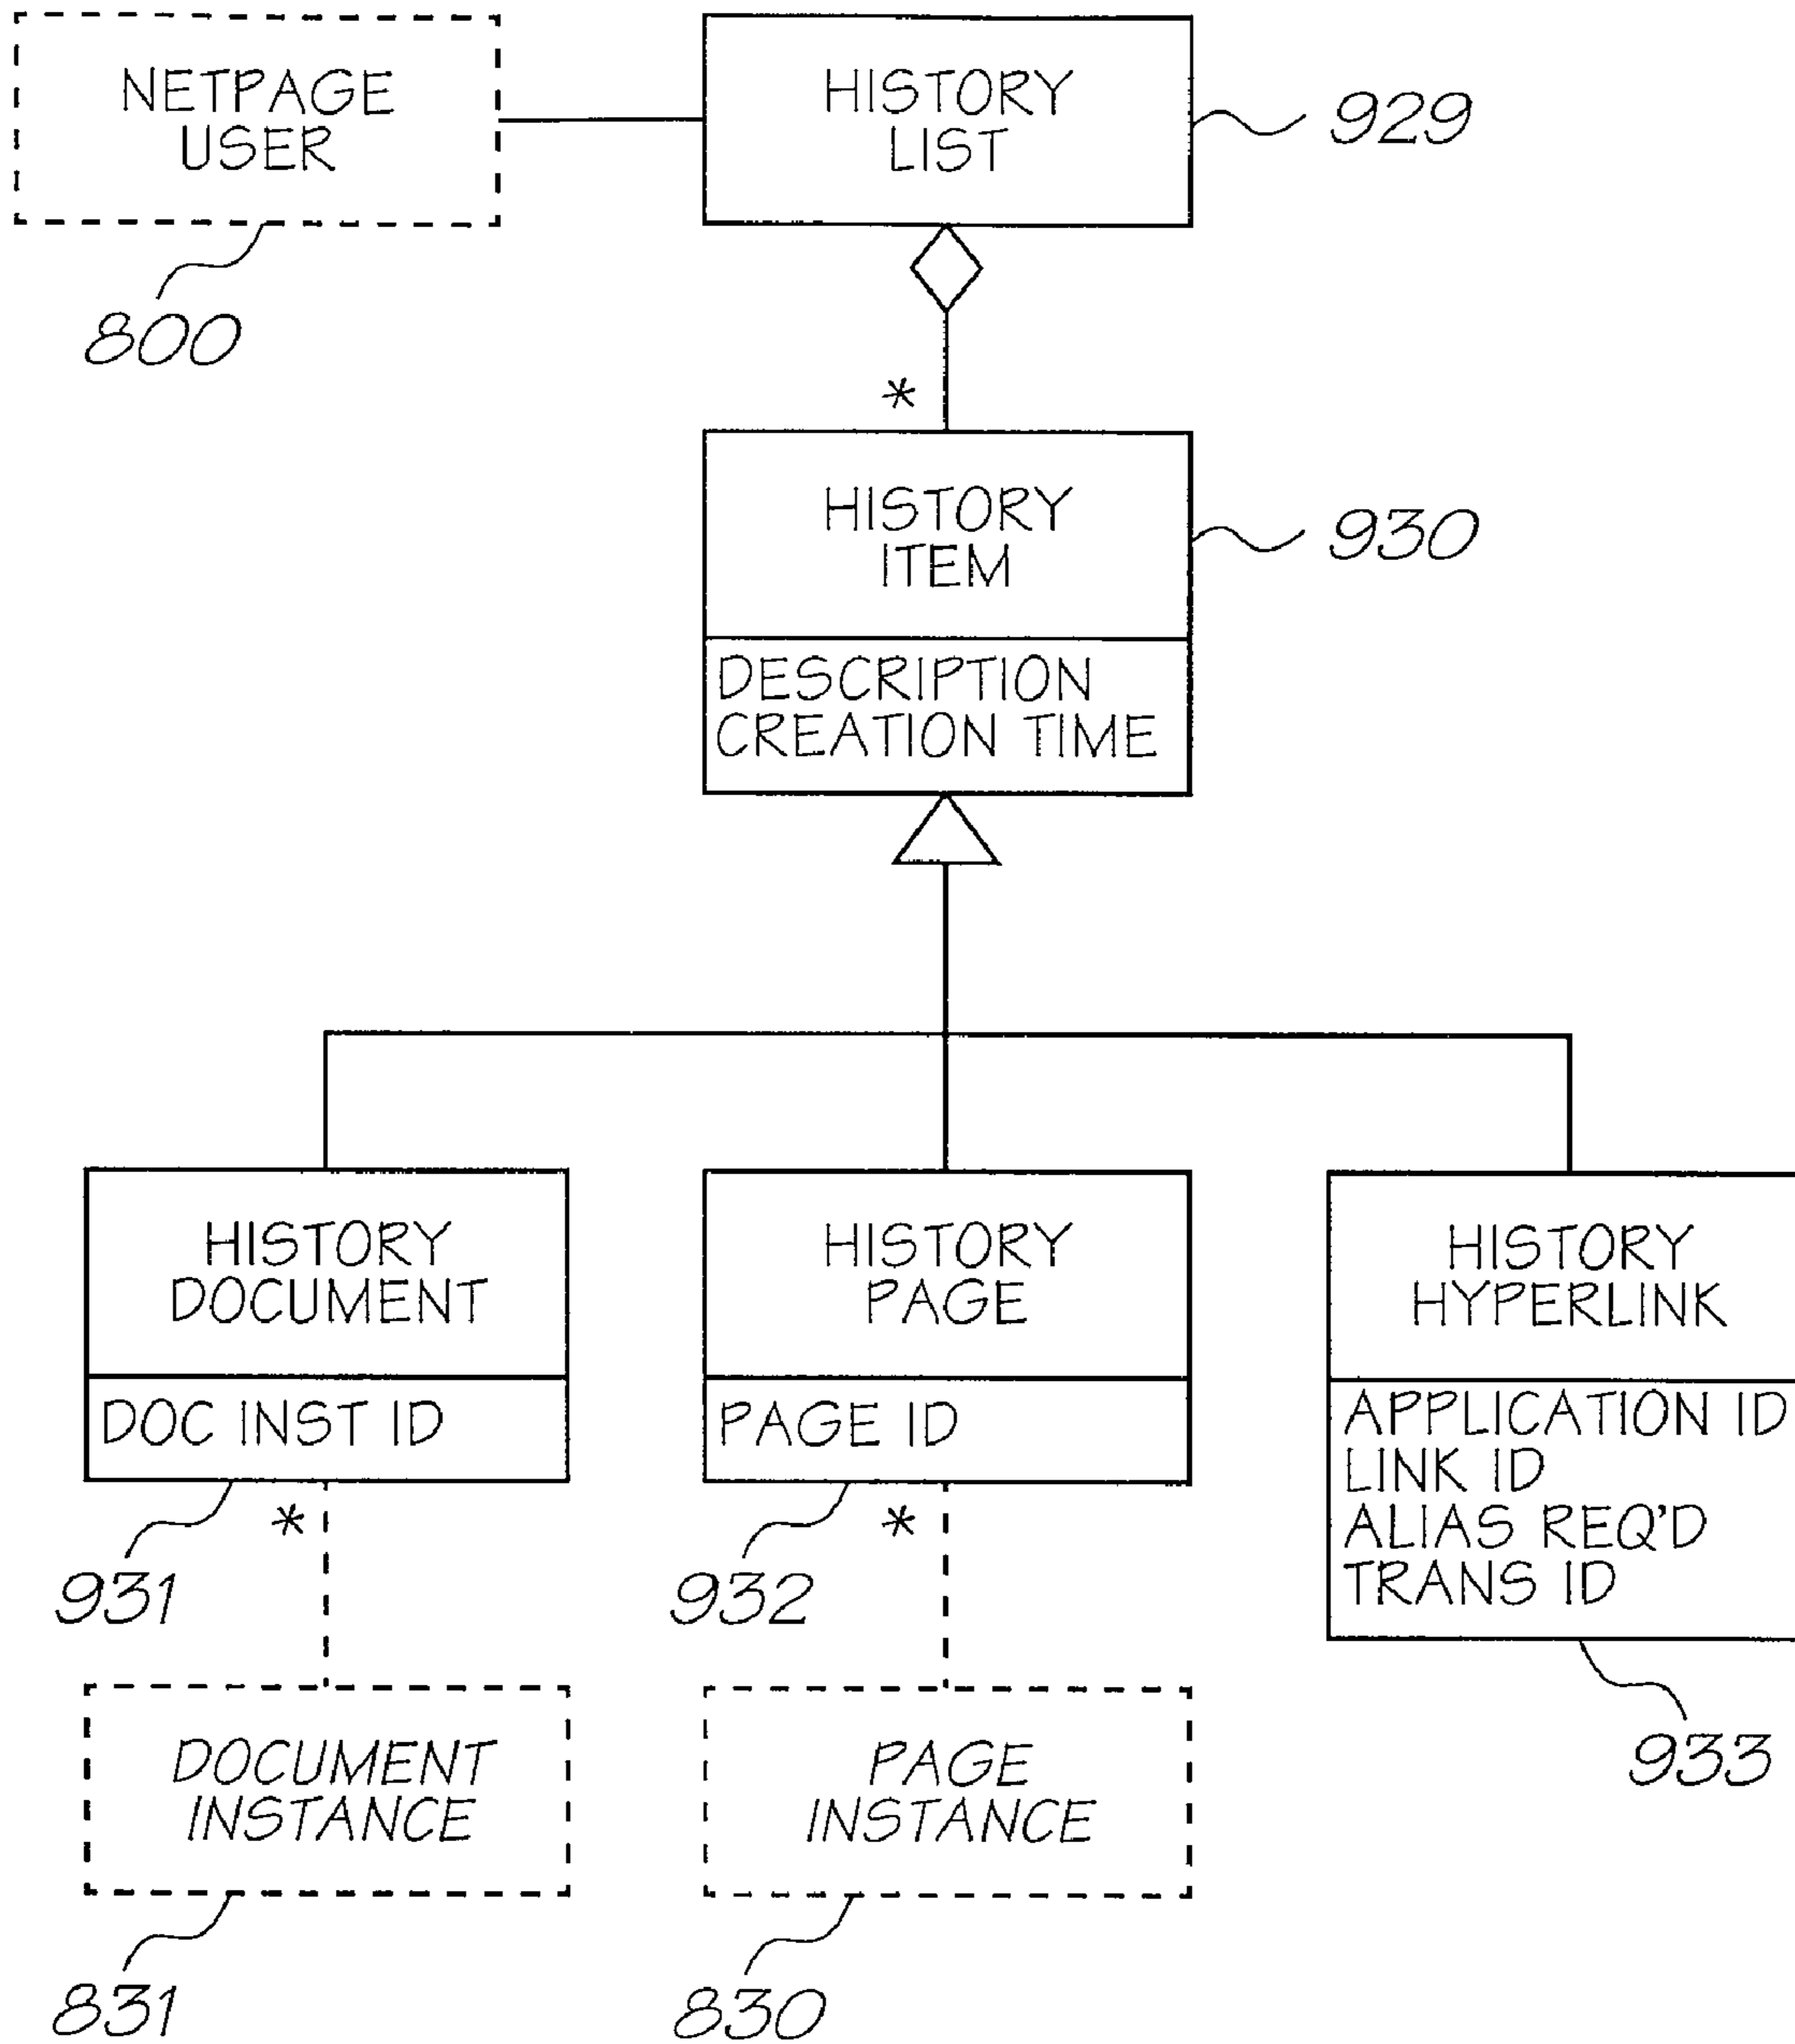 NETPAGE
USER
800
HISTORY
LIST
929
*
HISTORY
ITEM
930
DESCRIPTION
CREATION TIME
HISTORY
DOCUMENT
DOC INST ID
931
*
HISTORY
PAGE
PAGE ID
932
*
HISTORY
HYPERLINK
APPLICATION ID
LINK ID
ALIAS REQ'D
TRANS ID
933
DOCUMENT
INSTANCE
831
PAGE
INSTANCE
830